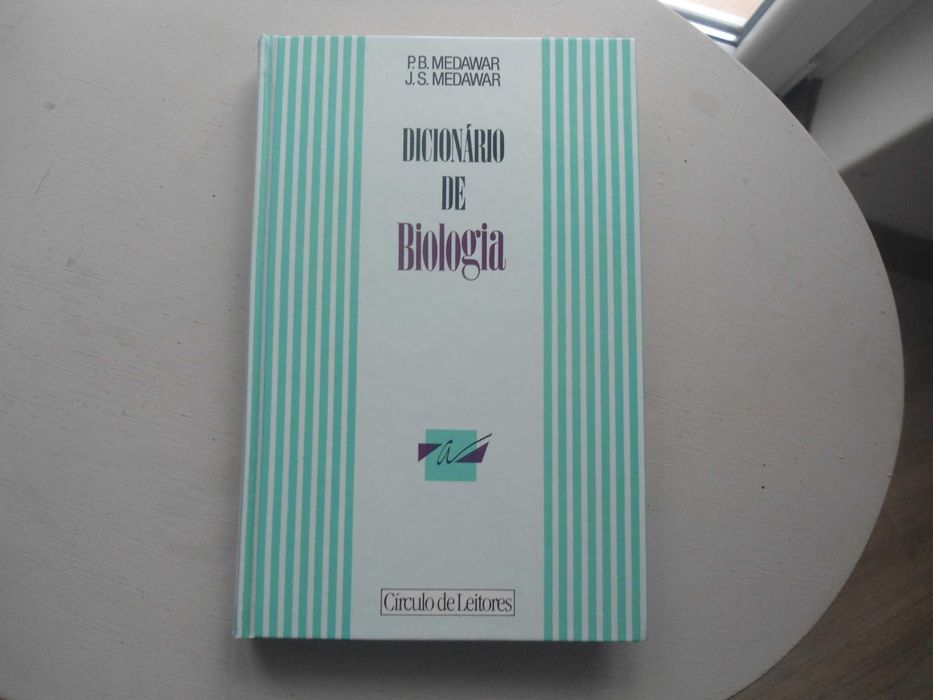 P. B. MEDAWAR
J. S. MEDAWAR
DICIONÁRIO
DE
Biologia
a
Círculo de Leitores